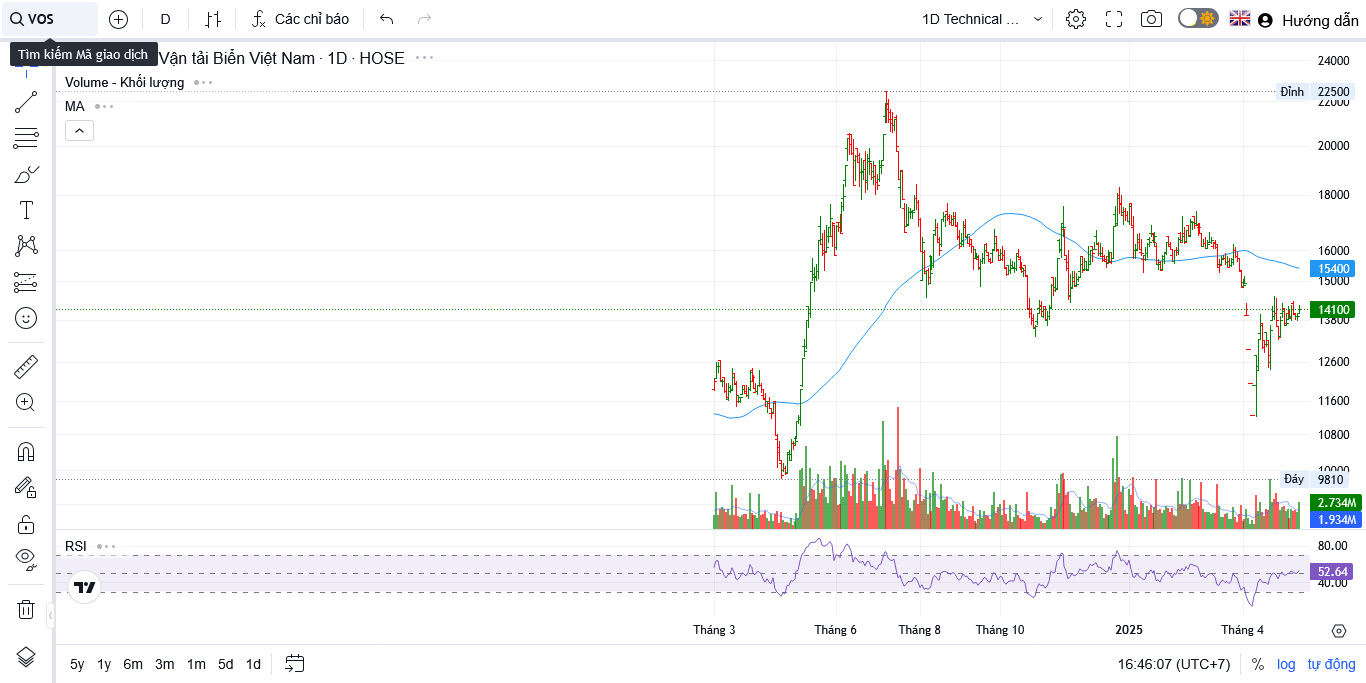 VOS
D
Các chỉ báo
1D Technical ...
Hướng dẫn
Tìm kiếm Mã giao dịch
Vận tải Biển Việt Nam · 1D · HOSE
Volume - Khối lượng
MA
24000
Đỉnh 22500
22000
20000
18000
16000
15400
15000
14100
13800
12600
11600
10800
10000
Đáy 9810
2.734M
1.934M
RSI
80.00
52.64
40.00
Tháng 3
Tháng 6
Tháng 8
Tháng 10
2025
Tháng 4
5y 1y 6m 3m 1m 5d 1d
16:46:07 (UTC+7)
% log tự động